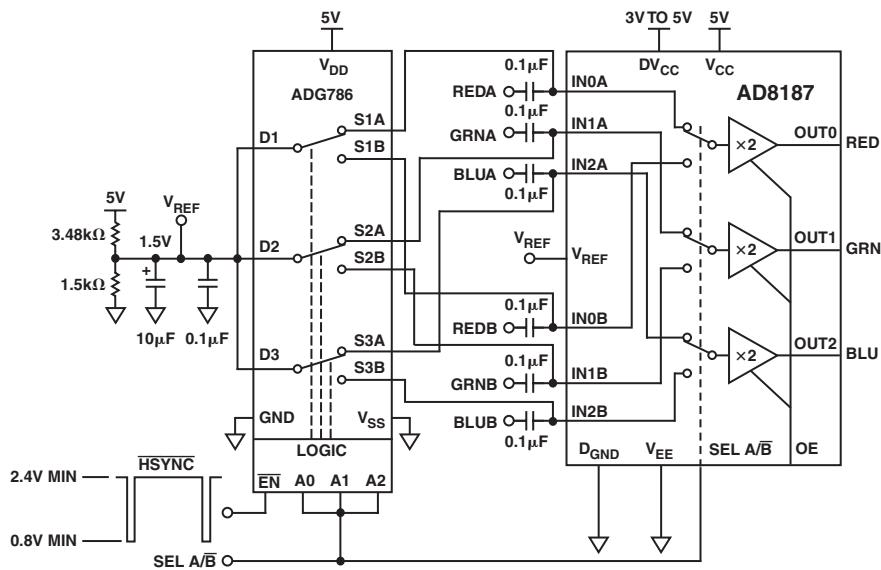 5V
3V TO 5V
5V
VDD
ADG786
0.1μF
REDA
0.1μF
GRNA
BLUA
0.1μF
IN0A
IN1A
IN2A
DVCC
VCC
AD8187
D1
S1A
S1B
D2
S2A
S2B
D3
S3A
S3B
5V
VREF
3.48kΩ
1.5V
1.5kΩ
+
10μF
0.1μF
VREF
VREF
0.1μF
REDB
0.1μF
GRNB
BLUB
0.1μF
IN0B
IN1B
IN2B
×2
OUT0
RED
×2
OUT1
GRN
×2
OUT2
BLU
GND
VSS
LOGIC
EN
A0
A1
A2
DGND
VEE
SEL A/B
OE
HSYNC
2.4V MIN
0.8V MIN
SEL A/B